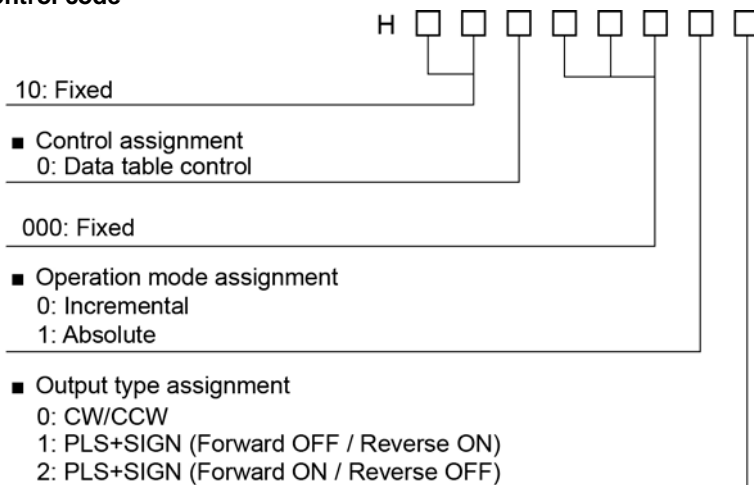 control code
H □ □ □ □ □ □ □ □
10: Fixed
■ Control assignment
0: Data table control
000: Fixed
■ Operation mode assignment
0: Incremental
1: Absolute
■ Output type assignment
0: CW/CCW
1: PLS+SIGN (Forward OFF / Reverse ON)
2: PLS+SIGN (Forward ON / Reverse OFF)